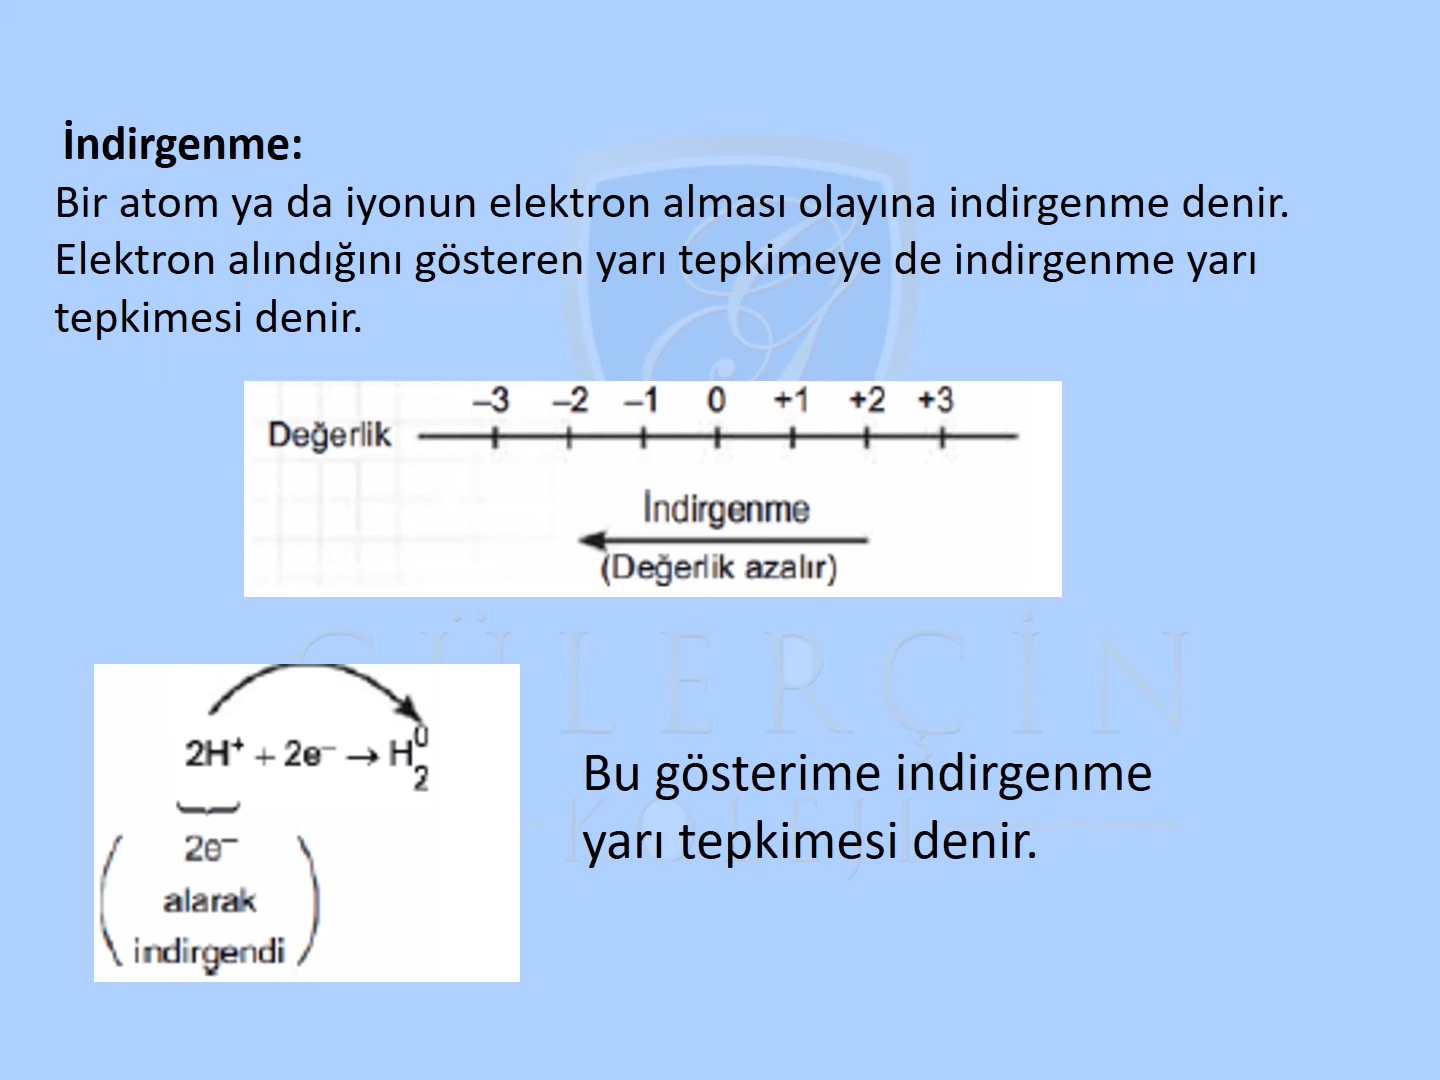 İndirgenme:
Bir atom ya da iyonun elektron alması olayına indirgenme denir.
Elektron alındığını gösteren yarı tepkimeye de indirgenme yarı
tepkimesi denir.
–3 –2 –1 0 +1 +2 +3
Değerlik
İndirgenme
(Değerlik azalır)
2H⁺ + 2e⁻ → H₂⁰
2e⁻
alarak
indirgendi
Bu gösterime indirgenme
yarı tepkimesi denir.
GÜLERÇİN
KOLEJİ